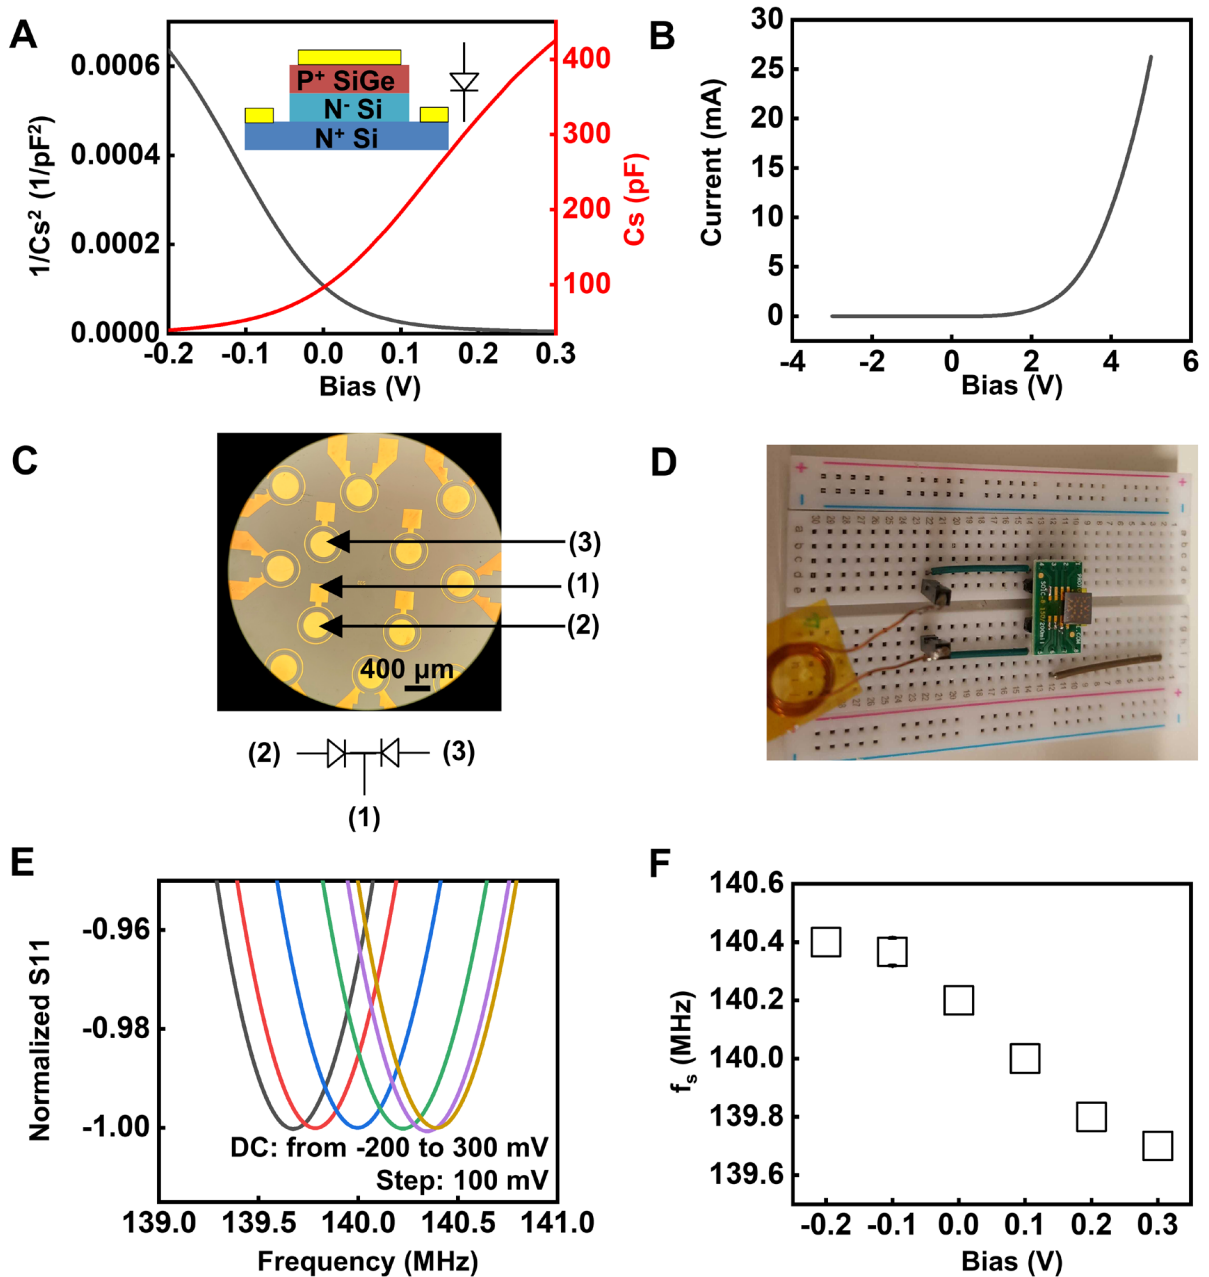 A
1/Cs² (1/pF²)
0.0006
0.0004
0.0002
0.0000
P⁺ SiGe
N⁻ Si
N⁺ Si
400
300
200
100
Cs (pF)
-0.2 -0.1 0.0 0.1 0.2 0.3
Bias (V)
B
Current (mA)
30
25
20
15
10
5
0
-4 -2 0 2 4 6
Bias (V)
C
(3)
(1)
(2)
400 µm
(2) (3)
(1)
D
E
Normalized S11
-0.96
-0.98
-1.00
DC: from -200 to 300 mV
Step: 100 mV
139.0 139.5 140.0 140.5 141.0
Frequency (MHz)
F
fₛ (MHz)
140.6
140.4
140.2
140.0
139.8
139.6
-0.2 -0.1 0.0 0.1 0.2 0.3
Bias (V)